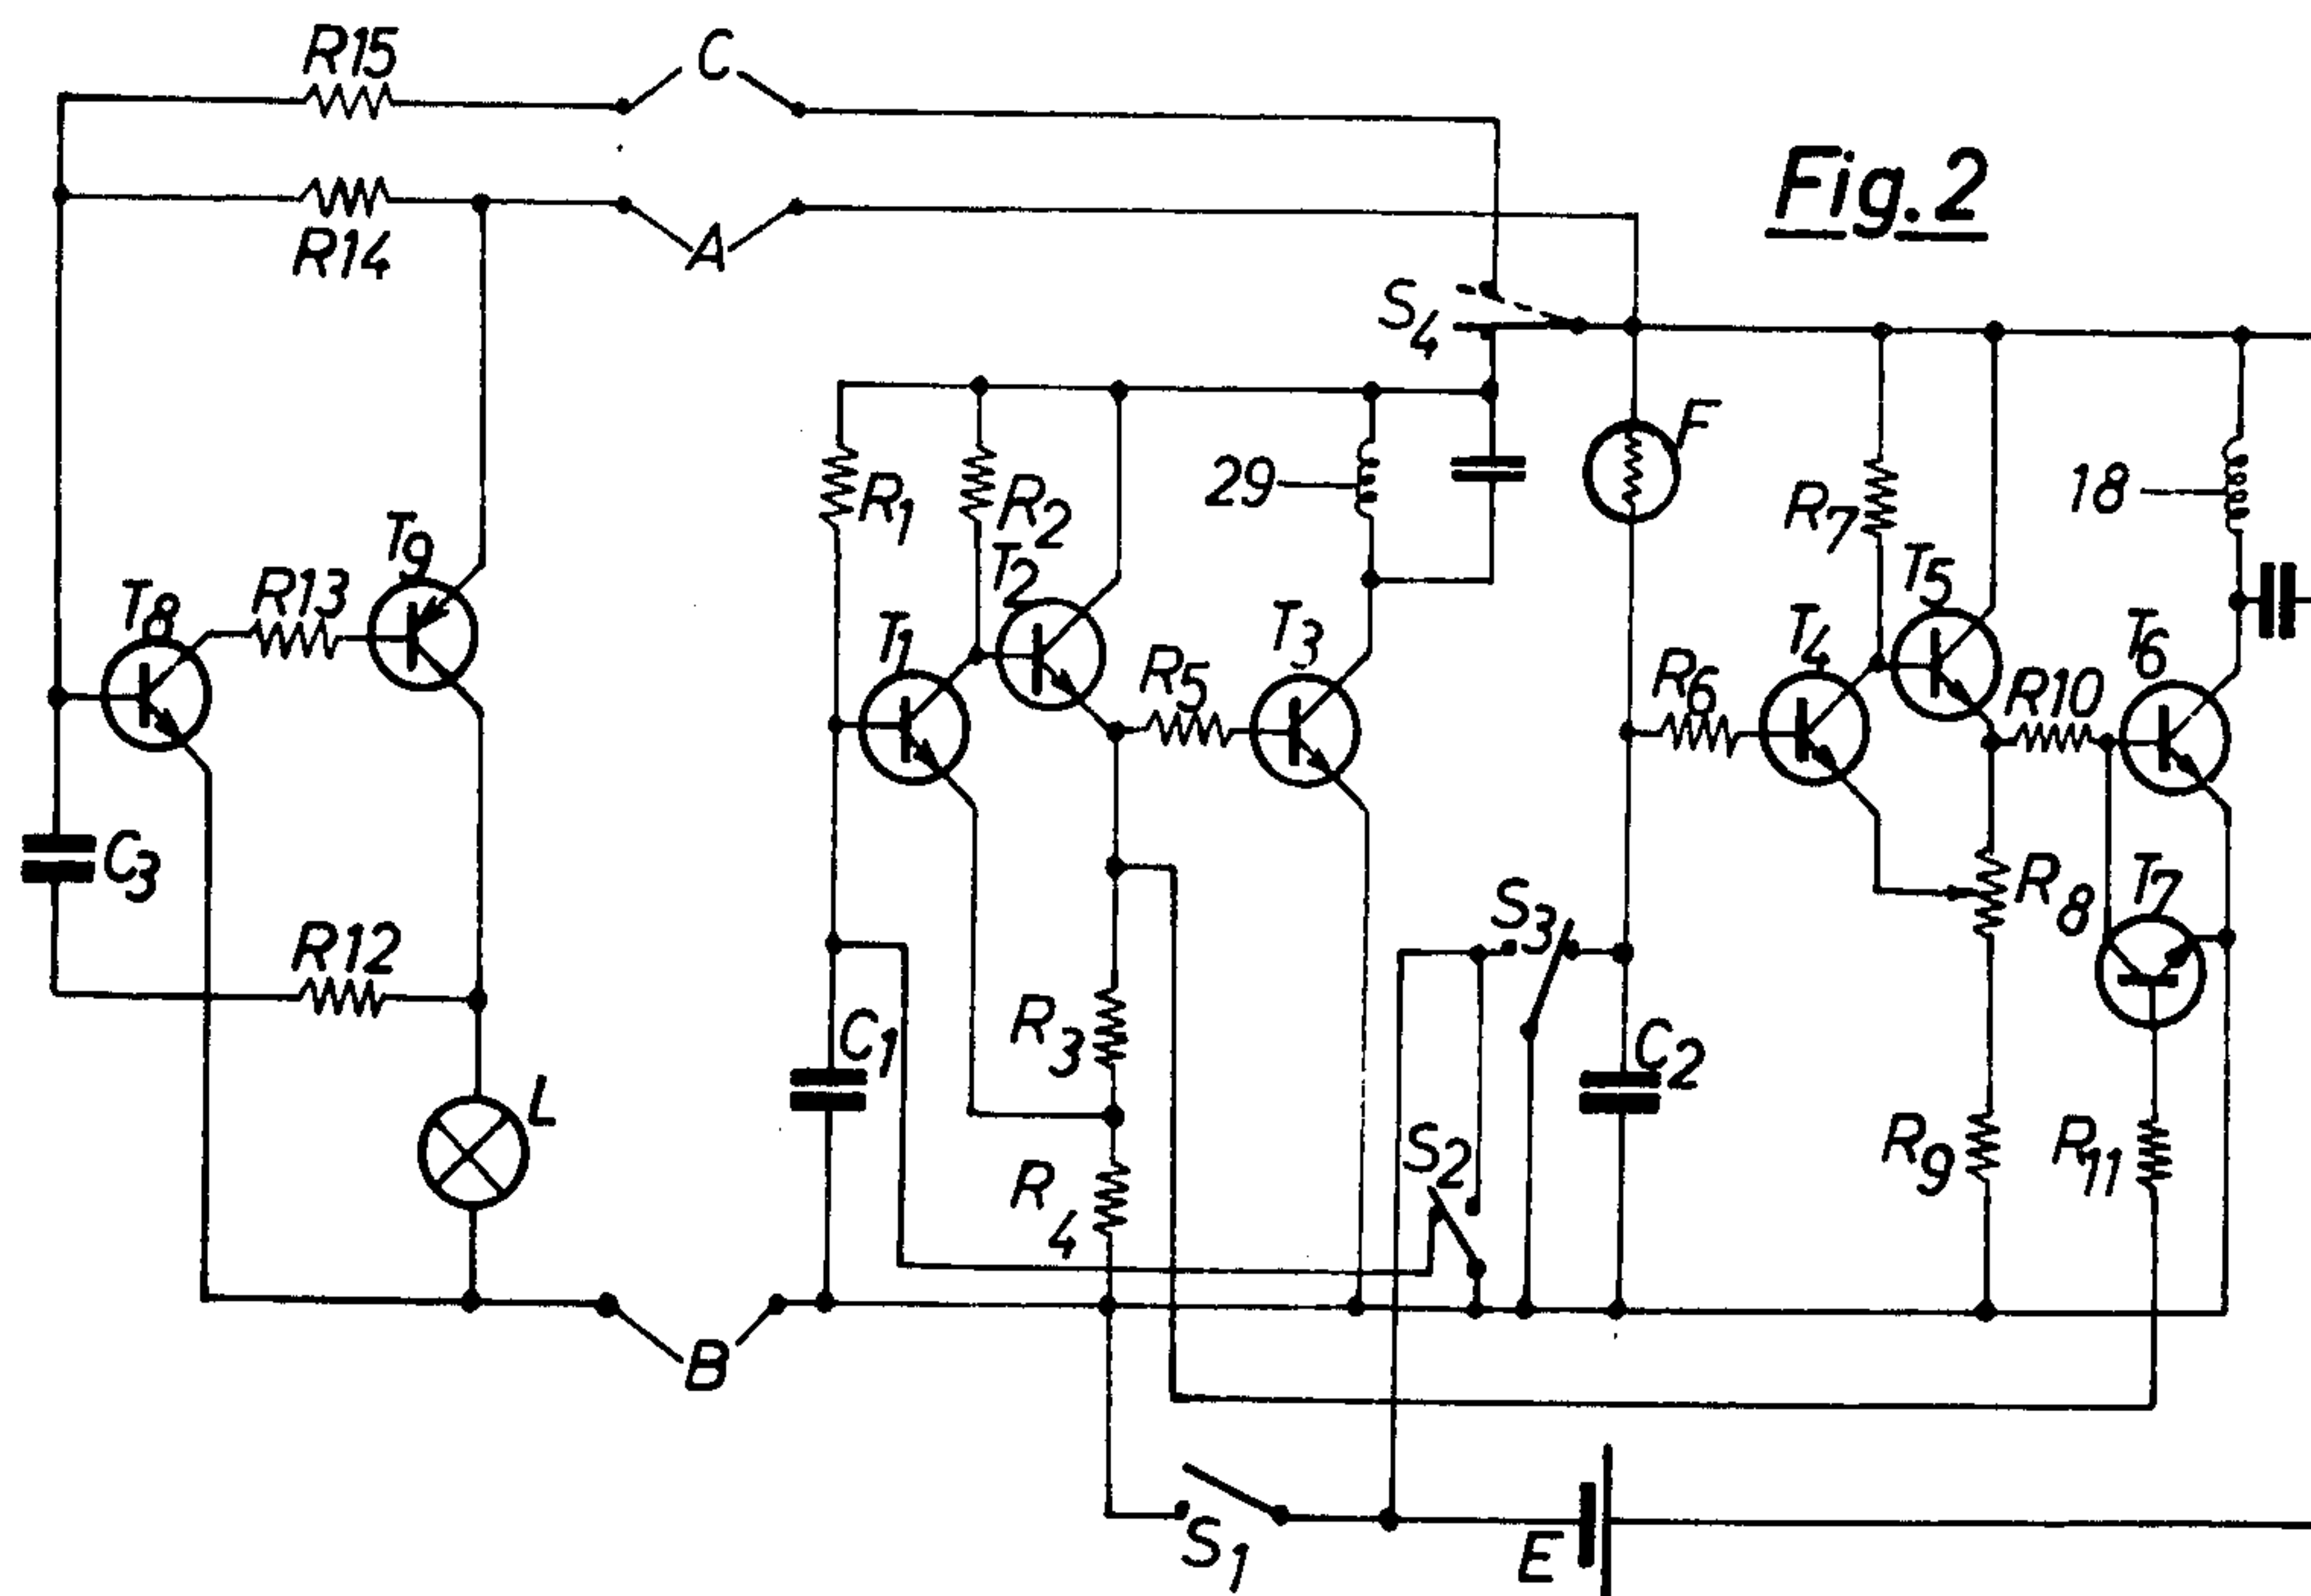 R15
C
Fig. 2
R14
A
S4
F
R1
R2
29
R7
18
T9
T8
R13
T2
T5
T1
R5
T3
R6
T4
R10
T6
C3
R8
T7
S3
R12
R3
C1
C2
L
S2
R4
R9
R11
B
S1
E